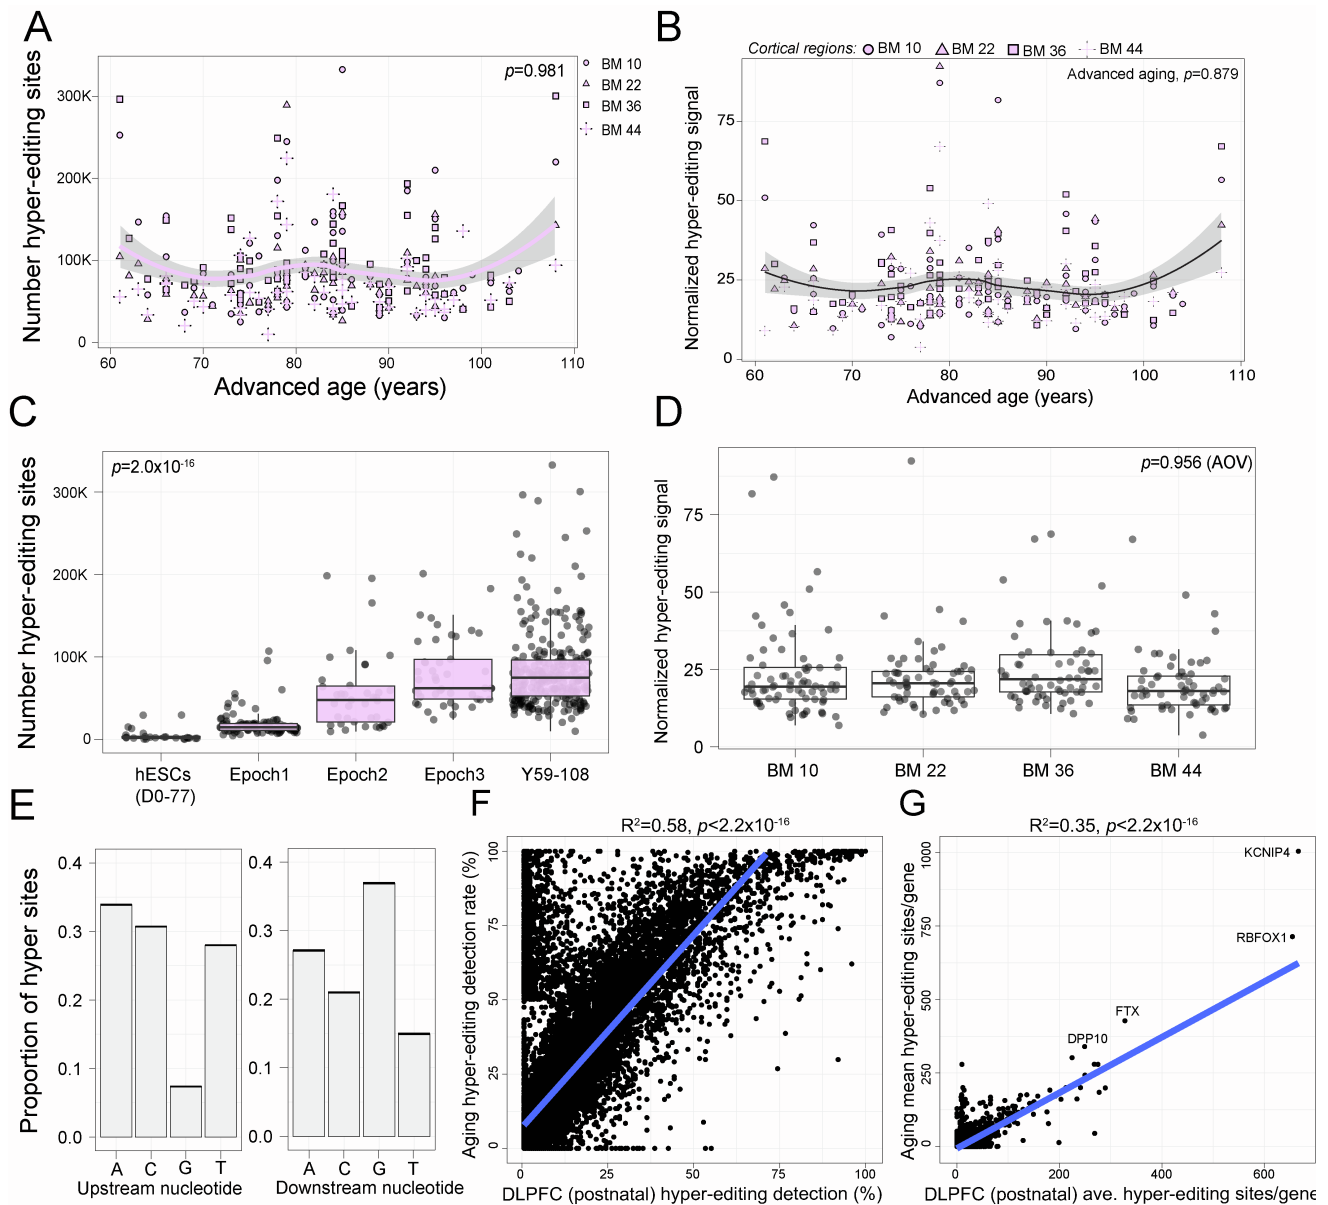 A
Number hyper-editing sites
300K
200K
100K
0
p=0.981
BM 10
BM 22
BM 36
BM 44
60 70 80 90 100 110
Advanced age (years)
B
Cortical regions: BM 10 BM 22 BM 36 BM 44
Normalized hyper-editing signal
75
50
25
0
Advanced aging, p=0.879
60 70 80 90 100 110
Advanced age (years)
C
Number hyper-editing sites
p=2.0x10-16
300K
200K
100K
0
hESCs Epoch1 Epoch2 Epoch3 Y59-108
(D0-77)
D
Normalized hyper-editing signal
p=0.956 (AOV)
75
50
25
0
BM 10 BM 22 BM 36 BM 44
E
Proportion of hyper sites
0.4
0.3
0.2
0.1
0.0
A C G T
Upstream nucleotide
0.4
0.3
0.2
0.1
0.0
A C G T
Downstream nucleotide
F
R2=0.58, p<2.2x10-16
Aging hyper-editing detection rate (%)
100
75
50
25
0
0 25 50 75 100
DLPFC (postnatal) hyper-editing detection (%)
G
R2=0.35, p<2.2x10-16
Aging mean hyper-editing sites/gene
1000
750
500
250
0
KCNIP4
RBFOX1
FTX
DPP10
0 200 400 600
DLPFC (postnatal) ave. hyper-editing sites/gene